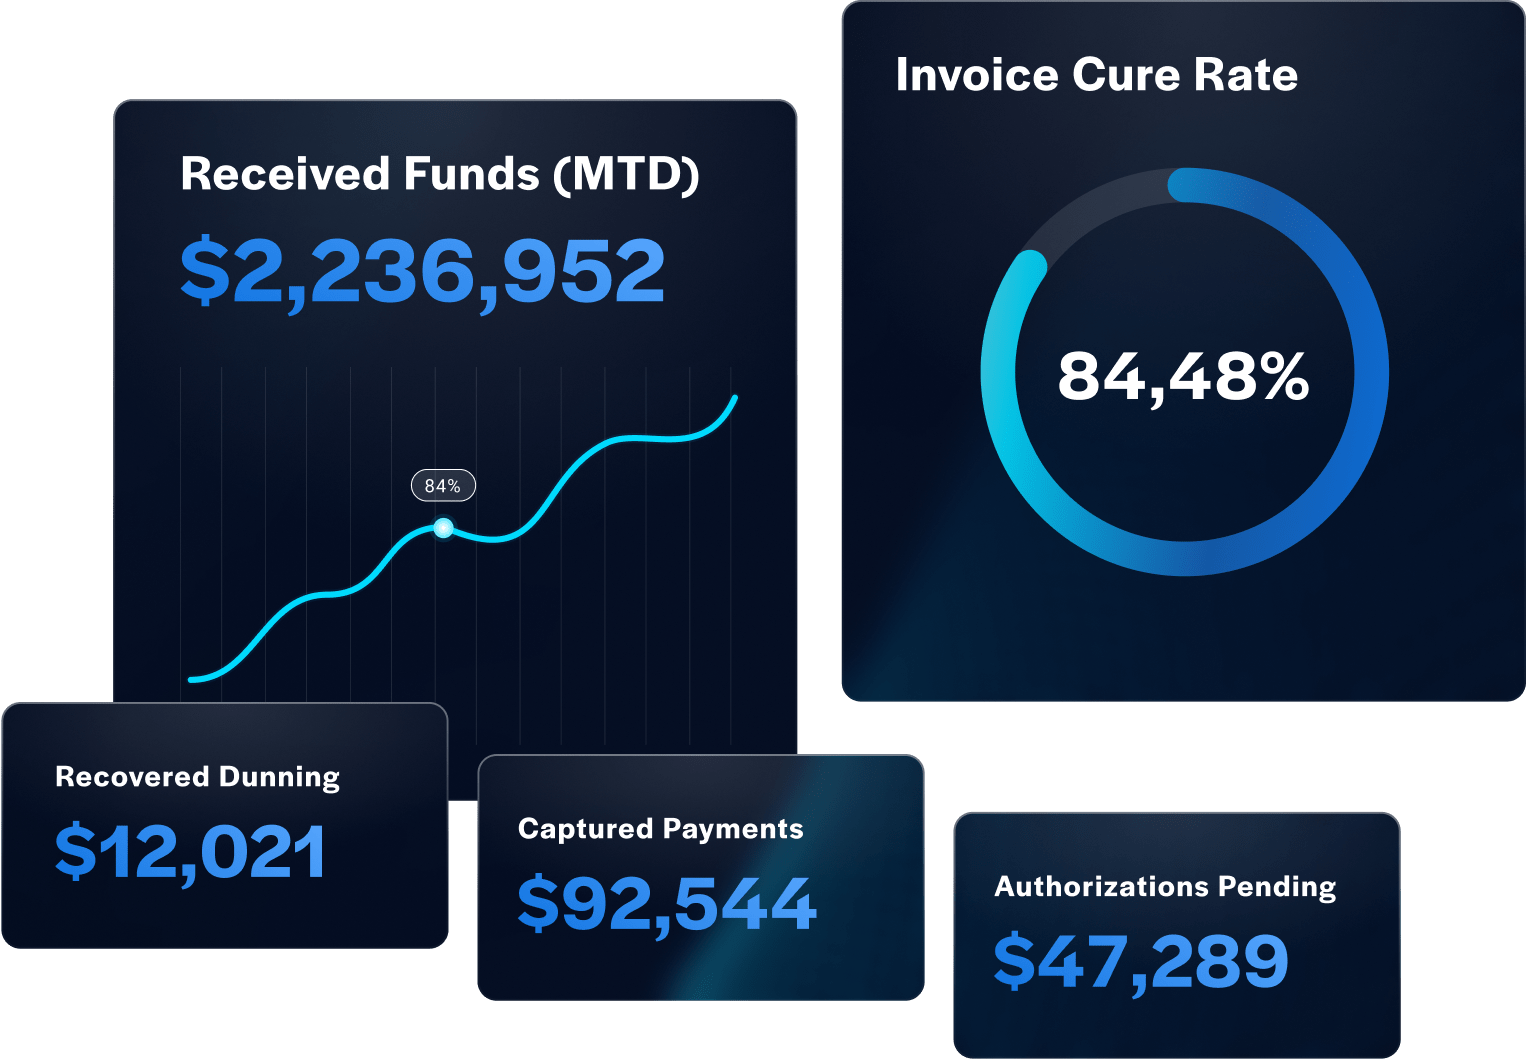 Received Funds (MTD)
$2,236,952
84%
Invoice Cure Rate
84,48%
Recovered Dunning
$12,021
Captured Payments
$92,544
Authorizations Pending
$47,289